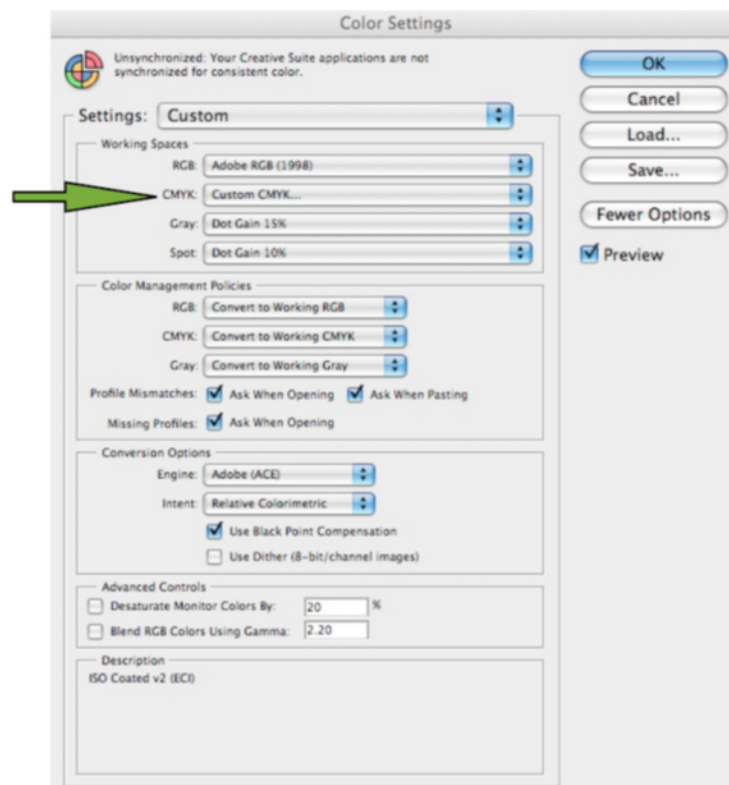 Color Settings
Unsynchronized: Your Creative Suite applications are not
synchronized for consistent color.
OK
Cancel
Load...
Save...
Fewer Options
Preview
Settings: Custom
Working Spaces
RGB: Adobe RGB (1998)
CMYK: Custom CMYK...
Gray: Dot Gain 15%
Spot: Dot Gain 10%
Color Management Policies
RGB: Convert to Working RGB
CMYK: Convert to Working CMYK
Gray: Convert to Working Gray
Profile Mismatches: Ask When Opening Ask When Pasting
Missing Profiles: Ask When Opening
Conversion Options
Engine: Adobe (ACE)
Intent: Relative Colorimetric
Use Black Point Compensation
Use Dither (8-bit/channel images)
Advanced Controls
Desaturate Monitor Colors By: 20 %
Blend RGB Colors Using Gamma: 2.20
Description
ISO Coated v2 (ECI)